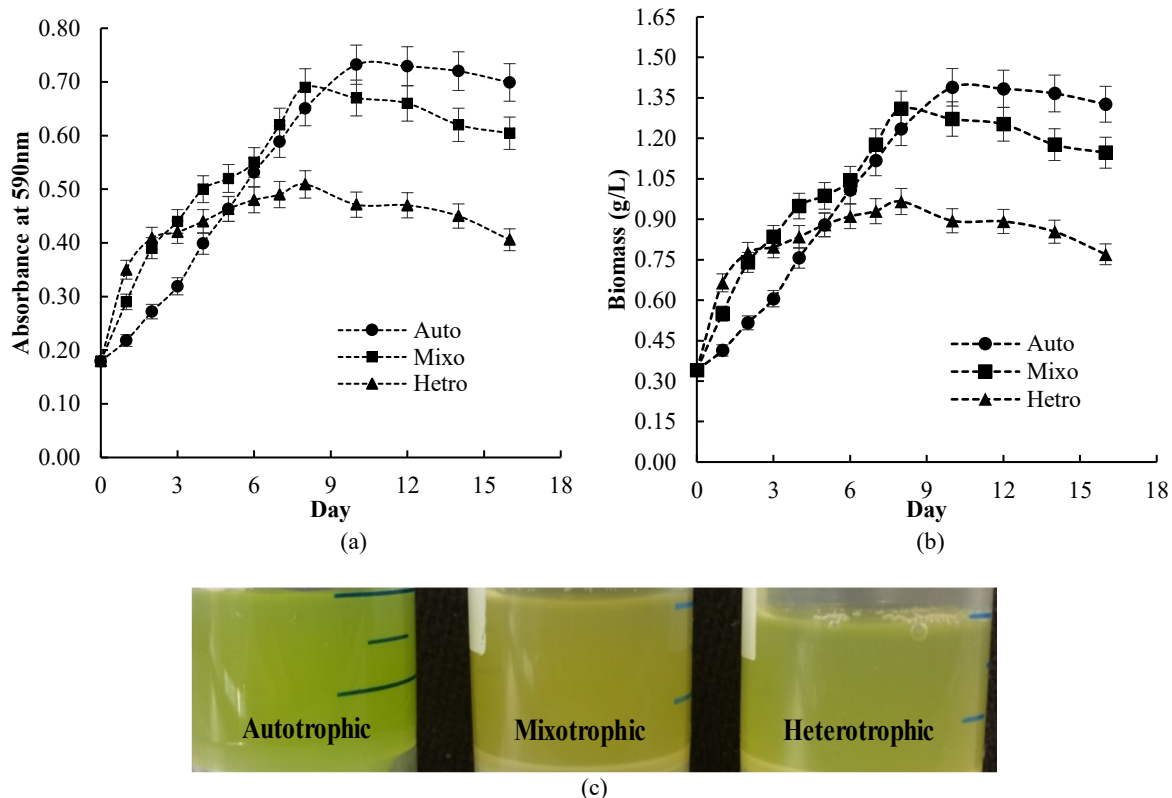 0.80
0.70
0.60
0.50
0.40
0.30
0.20
0.10
0.00
Absorbance at 590nm
0 3 6 9 12 15 18
Day
Auto
Mixo
Hetro
(a)
1.65
1.50
1.35
1.20
1.05
0.90
0.75
0.60
0.45
0.30
0.15
0.00
Biomass (g/L)
0 3 6 9 12 15 18
Day
Auto
Mixo
Hetro
(b)
Autotrophic Mixotrophic Heterotrophic
(c)